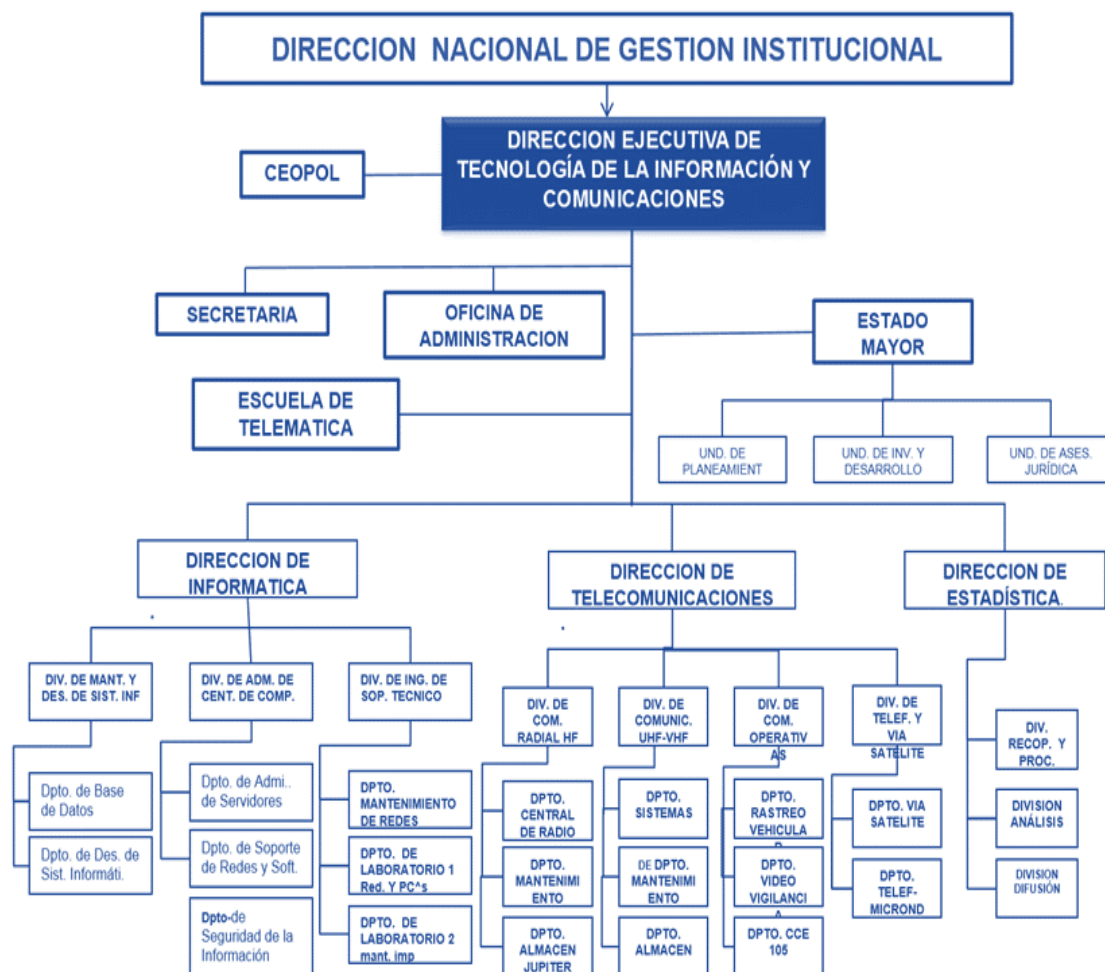 DIRECCION NACIONAL DE GESTION INSTITUCIONAL
DIRECCION EJECUTIVA DE
TECNOLOGÍA DE LA INFORMACIÓN Y
COMUNICACIONES
CEOPOL
SECRETARIA
OFICINA DE
ADMINISTRACION
ESTADO
MAYOR
ESCUELA DE
TELEMATICA
UND. DE
PLANEAMIENT
UND. DE INV. Y
DESARROLLO
UND. DE ASES.
JURÍDICA
DIRECCION DE
INFORMATICA
DIRECCION DE
TELECOMUNICACIONES
DIRECCION DE
ESTADÍSTICA.
DIV. DE MANT. Y
DES. DE SIST. INF
DIV. DE ADM. DE
CENT. DE COMP.
DIV. DE ING. DE
SOP. TECNICO
DIV. DE
COM.
RADIAL HF
DIV. DE
COMUNIC.
UHF-VHF
DIV. DE
COM.
OPERATIV
AS
DIV. DE
TELEF. Y
VIA
SATELITE
DIV.
RECOP. Y
PROC.
Dpto. de Base
de Datos
Dpto. de Des. de
Sist. Informáti.
Dpto. de Admi..
de Servidores
Dpto. de Soporte
de Redes y Soft.
Dpto-de
Seguridad de la
Información
DPTO.
MANTENIMIENTO
DE REDES
DPTO. DE
LABORATORIO 1
Red. Y PC^s
DPTO. DE
LABORATORIO 2
mant. imp
DPTO.
CENTRAL
DE RADIO
DPTO.
MANTENIMI
ENTO
DPTO.
ALMACEN
JUPITER
DPTO.
SISTEMAS
DE DPTO.
MANTENIMI
ENTO
DPTO.
ALMACEN
DPTO.
RASTREO
VEHICULA
R
DPTO.
VIDEO
VIGILANCI
A
DPTO. CCE
105
DPTO. VIA
SATELITE
DPTO.
TELEF-
MICROND
DIVISION
ANÁLISIS
DIVISION
DIFUSIÓN